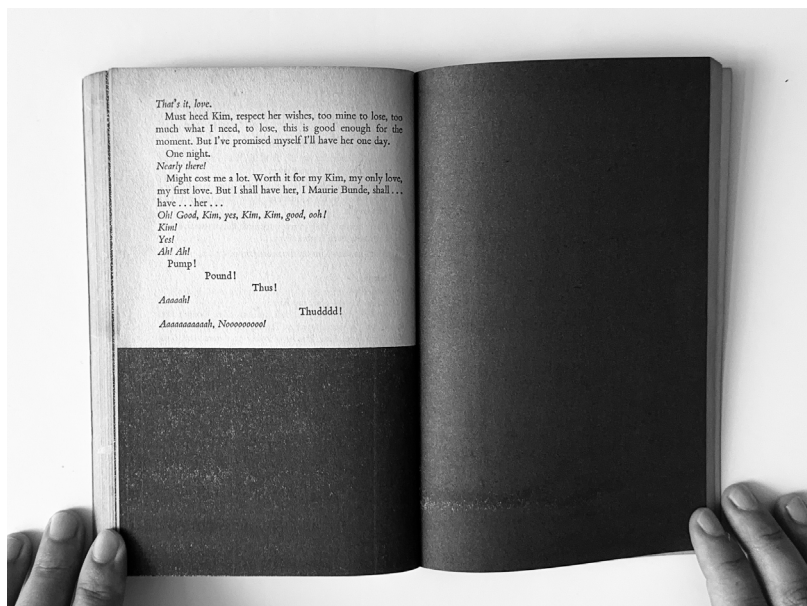 That's it, love.
Must heed Kim, respect her wishes, too mine to lose, too
much what I need, to lose, this is good enough for the
moment. But I've promised myself I'll have her one day.
One night.
Nearly there!
Might cost me a lot. Worth it for my Kim, my only love,
my first love. But I shall have her, I Maurie Bunde, shall . . .
have . . . her . . .
Oh! Good, Kim, yes, Kim, Kim, good, ooh!
Kim!
Yes!
Ah! Ah!
Pump!
Pound!
Thus!
Aaaaah!
Thudddd!
Aaaaaaaaaaah, Nooooooooo!